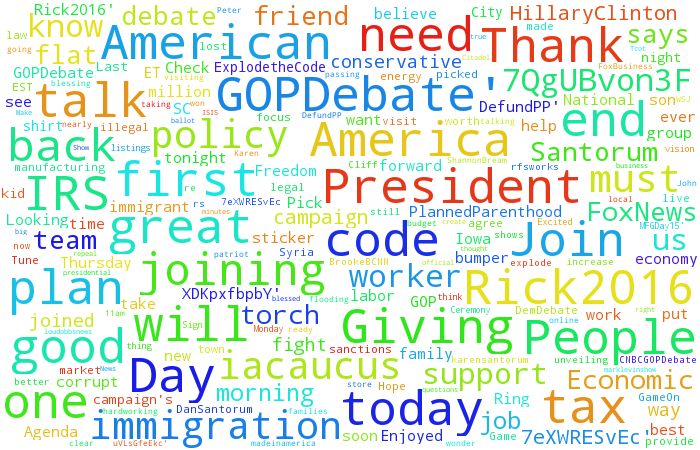 Rick2016'
law
going
know
debate
Peter
lost
friend
believe
made
City
true
HillaryClinton
says
Tcot
night
American
need
Thank
flat
GOPDebate
Last
ET
Check
ExplodetheCode
conservative
passing
energy
picked
Citadel
FoxBusiness
EST
blessing
million
visiting
GOPDebate'
7QgUBvon3F
National
son
WSJ
see
Make
talk
taking
won
ISIS
SC
DefundPP
focus
DefundPP'
worth
talking
ever
shirt
nearly
illegal
ballot
want
visit
help
end
group
back
policy
Karen
America
Santorum
vision
Show
listings
tonight
ShannonBream
manufacturing
re
Freedom
Cliff
forward
rfsworks
business
kid
IRS
first
legal
President
must
John
immigrant
rs
7eXWRESvEc
Pick
still
PlannedParenthood
local
live
Looking
time
great
minutes
campaign
budget
create
agree
Excited
FoxNews
MFGDay15'
big
now
team
patriot
sticker
code
Iowa
shows
Join
us
Tune
repeal
Syria
bumper
explode
increase
economy
Thursday
presidential
joining
BrookeBCNN
official
thought
worker
plan
XDKpxfbpbY'
blessed
flooding
labor
GOP
think
Rick2016
take
11am
torch
Ceremony
DemDebate
online
work
put
right
joined
loudobbsnews
will
Sign
Monday
ready
fight
sanctions
Giving
People
good
thing
new
town
family
karensantorum
unveiling
CNBCGOPDebate
market
News
iacaucus
support
marklevinshow
better
corrupt
Day
store
Hope
questions
Economic
one
campaign's
morning
Ring
GameOn
hardworking
DanSantorum
families
today
tax
way
Agenda
immigration
soon
Enjoyed
job
Game
best
clear
uVLsGfeEkc'
madeinamerica
wonder
7eXWRESvEc'
provide